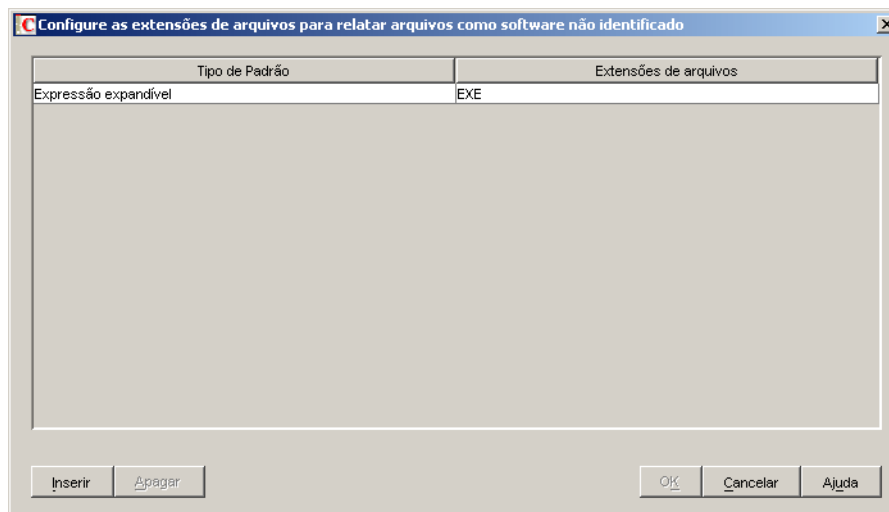 Configure as extensões de arquivos para relatar arquivos como software não identificado
Tipo de Padrão Extensões de arquivos
Expressão expandível EXE
Inserir Apagar OK Cancelar Ajuda